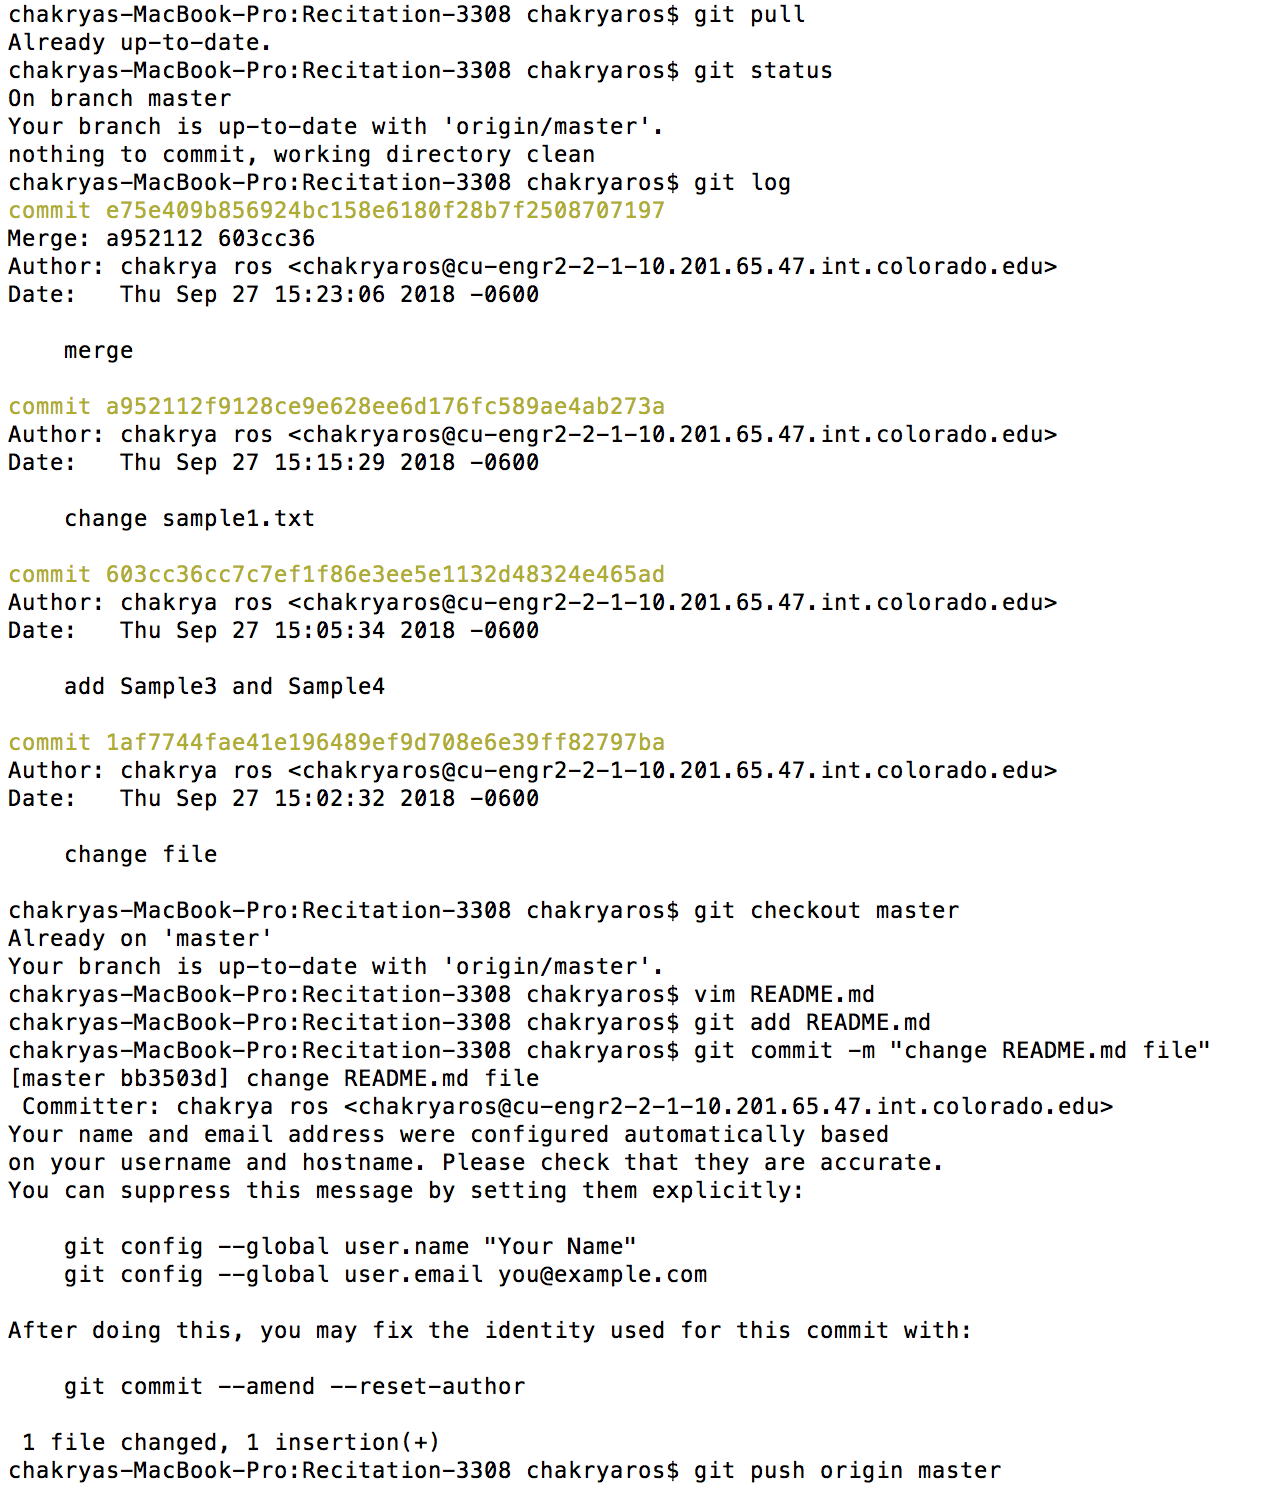 chakryas-MacBook-Pro:Recitation-3308 chakryaros$ git pull
Already up-to-date.
chakryas-MacBook-Pro:Recitation-3308 chakryaros$ git status
On branch master
Your branch is up-to-date with 'origin/master'.
nothing to commit, working directory clean
chakryas-MacBook-Pro:Recitation-3308 chakryaros$ git log
commit e75e409b856924bc158e6180f28b7f2508707197
Merge: a952112 603cc36
Author: chakrya ros <chakryaros@cu-engr2-2-1-10.201.65.47.int.colorado.edu>
Date:   Thu Sep 27 15:23:06 2018 -0600
    merge
commit a952112f9128ce9e628ee6d176fc589ae4ab273a
Author: chakrya ros <chakryaros@cu-engr2-2-1-10.201.65.47.int.colorado.edu>
Date:   Thu Sep 27 15:15:29 2018 -0600
    change sample1.txt
commit 603cc36cc7c7ef1f86e3ee5e1132d48324e465ad
Author: chakrya ros <chakryaros@cu-engr2-2-1-10.201.65.47.int.colorado.edu>
Date:   Thu Sep 27 15:05:34 2018 -0600
    add Sample3 and Sample4
commit 1af7744fae41e196489ef9d708e6e39ff82797ba
Author: chakrya ros <chakryaros@cu-engr2-2-1-10.201.65.47.int.colorado.edu>
Date:   Thu Sep 27 15:02:32 2018 -0600
    change file
chakryas-MacBook-Pro:Recitation-3308 chakryaros$ git checkout master
Already on 'master'
Your branch is up-to-date with 'origin/master'.
chakryas-MacBook-Pro:Recitation-3308 chakryaros$ vim README.md
chakryas-MacBook-Pro:Recitation-3308 chakryaros$ git add README.md
chakryas-MacBook-Pro:Recitation-3308 chakryaros$ git commit -m "change README.md file"
[master bb3503d] change README.md file
 Committer: chakrya ros <chakryaros@cu-engr2-2-1-10.201.65.47.int.colorado.edu>
Your name and email address were configured automatically based
on your username and hostname. Please check that they are accurate.
You can suppress this message by setting them explicitly:
    git config --global user.name "Your Name"
    git config --global user.email you@example.com
After doing this, you may fix the identity used for this commit with:
    git commit --amend --reset-author
 1 file changed, 1 insertion(+)
chakryas-MacBook-Pro:Recitation-3308 chakryaros$ git push origin master